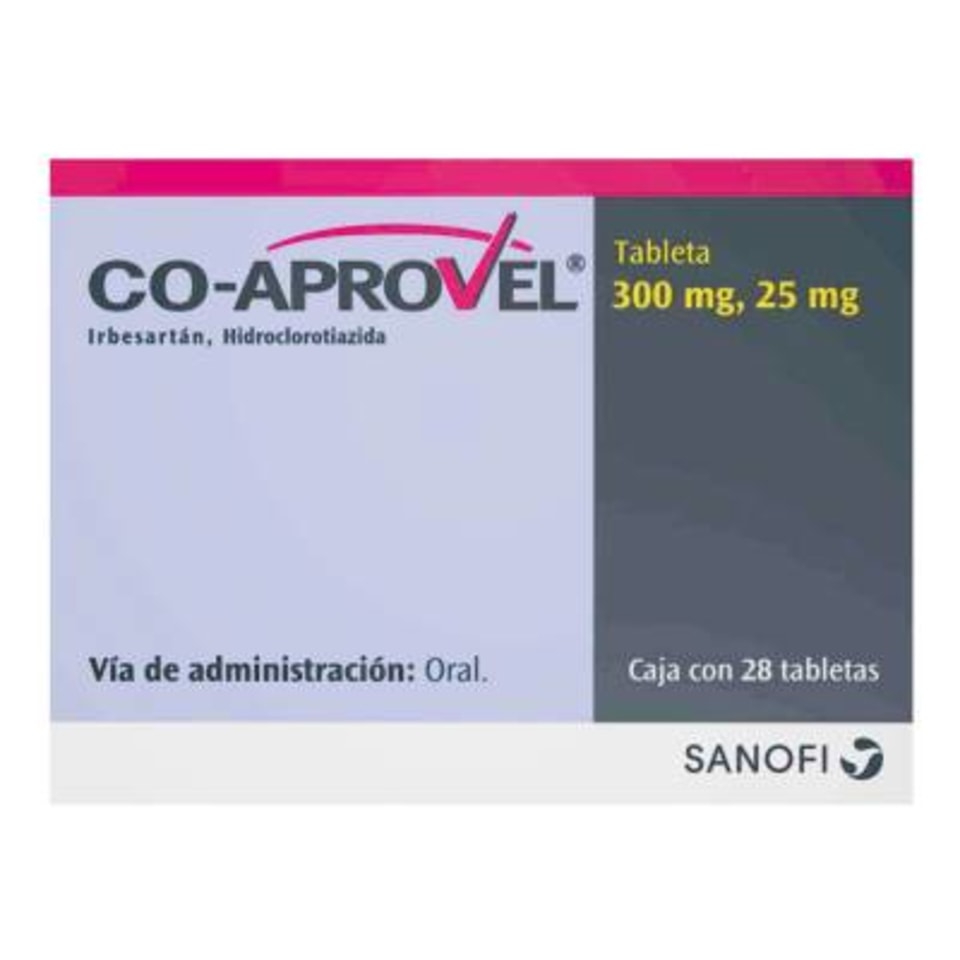 CO-APROVEL®
Irbesartán, Hidroclorotiazida
Tableta
300 mg, 25 mg
Vía de administración: Oral.
Caja con 28 tabletas
SANOFI